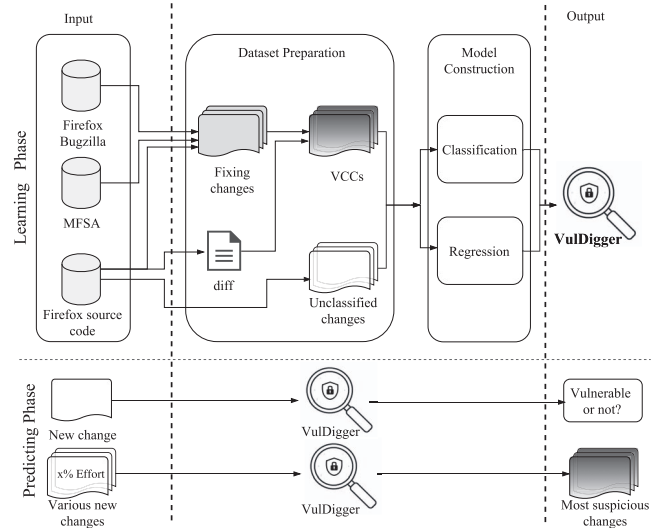 Input
Output
Learning Phase
Firefox
Bugzilla
MFSA
Firefox source
code
Dataset Preparation
Fixing
changes
VCCs
diff
Unclassified
changes
Model
Construction
Classification
Regression
VulDigger
Predicting Phase
New change
VulDigger
Vulnerable
or not?
x% Effort
Various new
changes
VulDigger
Most suspicious
changes